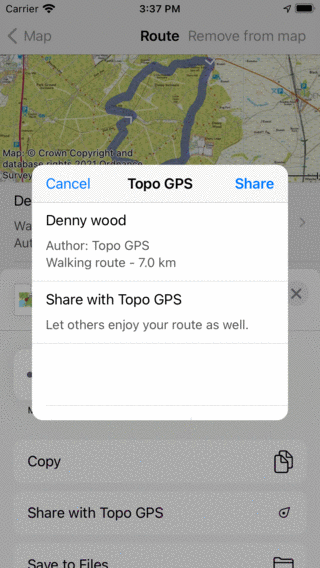 Carrier 3:37 PM
Map Route Remove from map
Map: © Crown Copyright and
database rights 2021 Ordnance
Survey
De
Wa
Aut
Cancel Topo GPS Share
Denny wood
Author: Topo GPS
Walking route - 7.0 km
Share with Topo GPS
Let others enjoy your route as well.
M
Copy
Share with Topo GPS
Save to Files